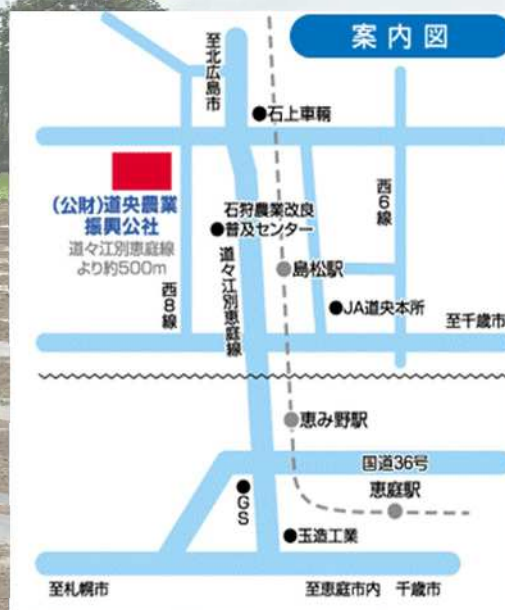 案内図
至北広島市
石上車輌
(公財)道央農業
振興公社
道々江別恵庭線
より約500m
西8線
石狩農業改良
普及センター
道々江別恵庭線
西6線
島松駅
JA道央本所
至千歳市
恵み野駅
国道36号
恵庭駅
GS
玉造工業
至札幌市
至恵庭市内 千歳市